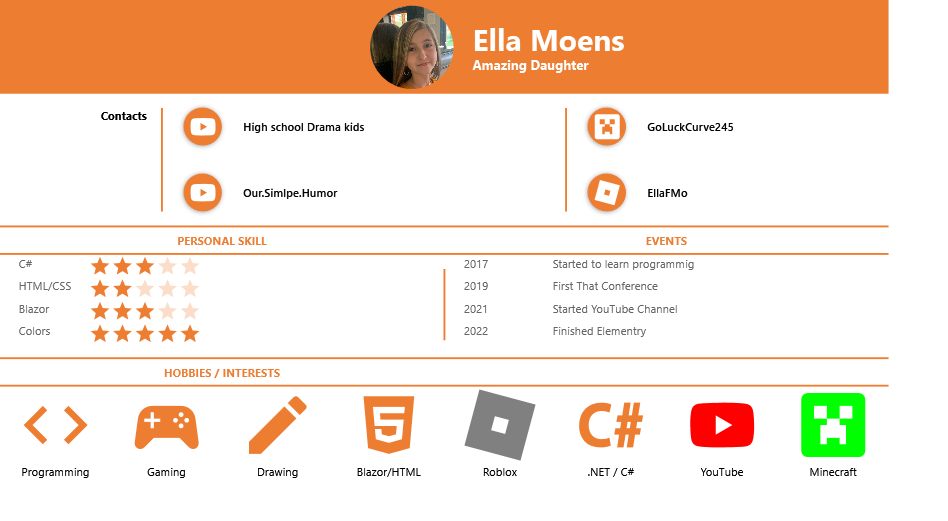 Ella Moens
Amazing Daughter
Contacts
High school Drama kids
GoLuckCurve245
Our.Simlpe.Humor
EllaFMo
PERSONAL SKILL
EVENTS
C#
2017 Started to learn programmig
HTML/CSS
2019 First That Conference
Blazor
2021 Started YouTube Channel
Colors
2022 Finished Elementry
HOBBIES / INTERESTS
5 C#
Programming Gaming Drawing Blazor/HTML Roblox .NET / C# YouTube Minecraft